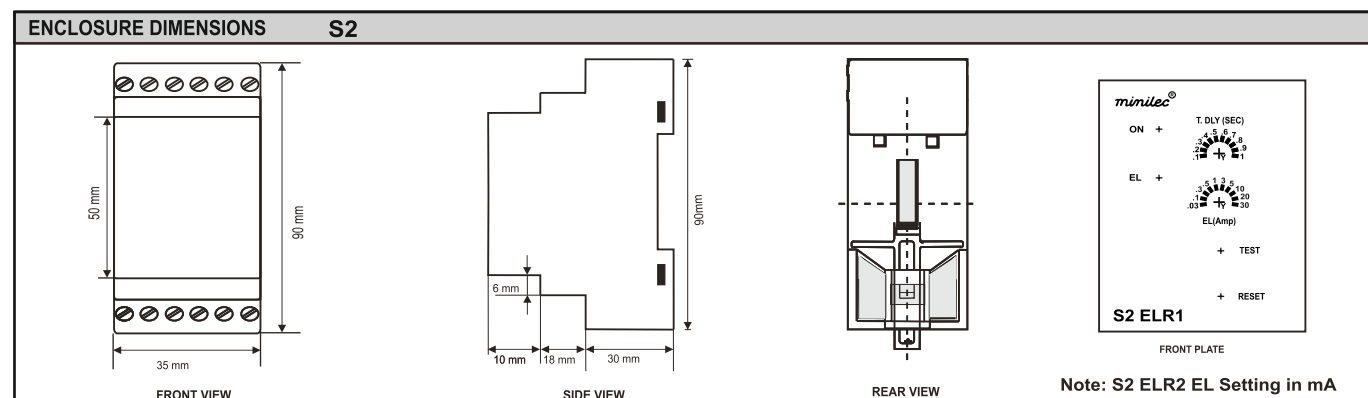 ENCLOSURE DIMENSIONS S2
50 mm
90 mm
35 mm
FRONT VIEW
6 mm
10 mm
18 mm
30 mm
90mm
SIDE VIEW
REAR VIEW
minilec®
ON +
T. DLY (SEC)
.1 .2 .3 .4 .5 .6 .7 .8 .9 1
EL +
.03 .1 .3 .5 1 3 5 10 20 30
EL(Amp)
+ TEST
+ RESET
S2 ELR1
FRONT PLATE
Note: S2 ELR2 EL Setting in mA